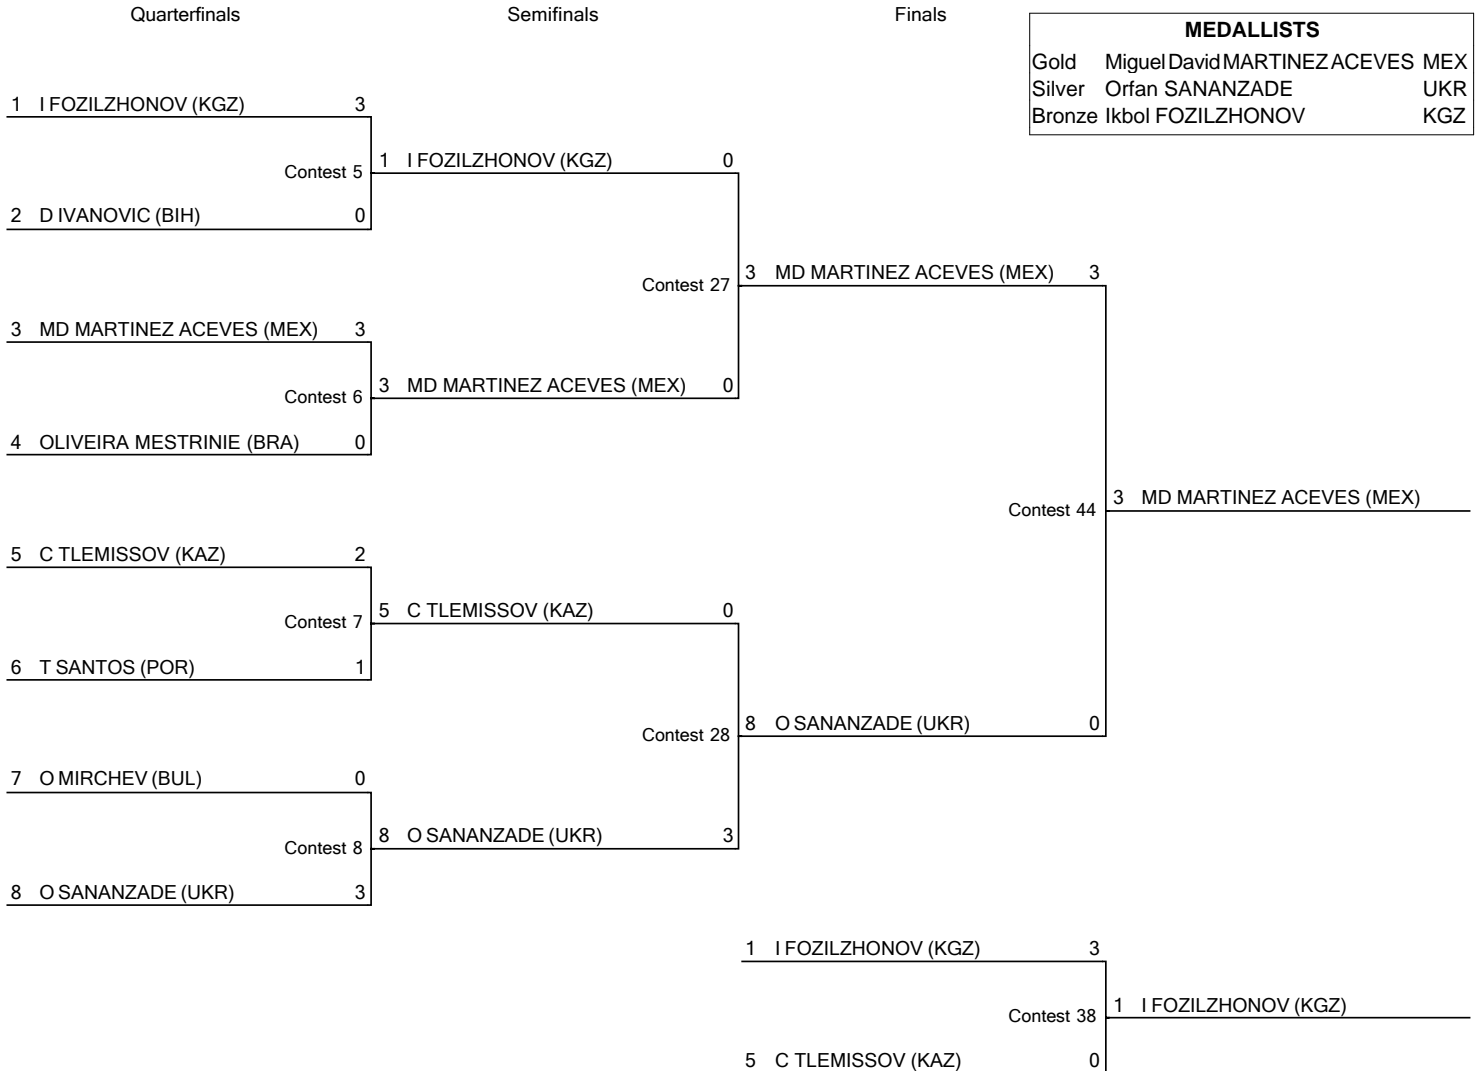 Quarterfinals Semifinals Finals
MEDALLISTS
Gold Miguel David MARTINEZ ACEVES MEX
Silver Orfan SANANZADE UKR
Bronze Ikbol FOZILZHONOV KGZ
1 I FOZILZHONOV (KGZ) 3
Contest 5
2 D IVANOVIC (BIH) 0
3 MD MARTINEZ ACEVES (MEX) 3
Contest 6
4 OLIVEIRA MESTRINIE (BRA) 0
5 C TLEMISSOV (KAZ) 2
Contest 7
6 T SANTOS (POR) 1
7 O MIRCHEV (BUL) 0
Contest 8
8 O SANANZADE (UKR) 3
1 I FOZILZHONOV (KGZ) 0
Contest 27
3 MD MARTINEZ ACEVES (MEX) 0
5 C TLEMISSOV (KAZ) 0
Contest 28
8 O SANANZADE (UKR) 3
3 MD MARTINEZ ACEVES (MEX) 3
Contest 44
8 O SANANZADE (UKR) 0
3 MD MARTINEZ ACEVES (MEX)
1 I FOZILZHONOV (KGZ) 3
Contest 38
5 C TLEMISSOV (KAZ) 0
1 I FOZILZHONOV (KGZ)